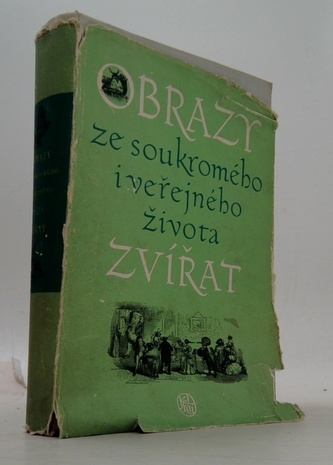 OBRAZY
ze soukromého
i veřejného
života
ZVÍŘAT